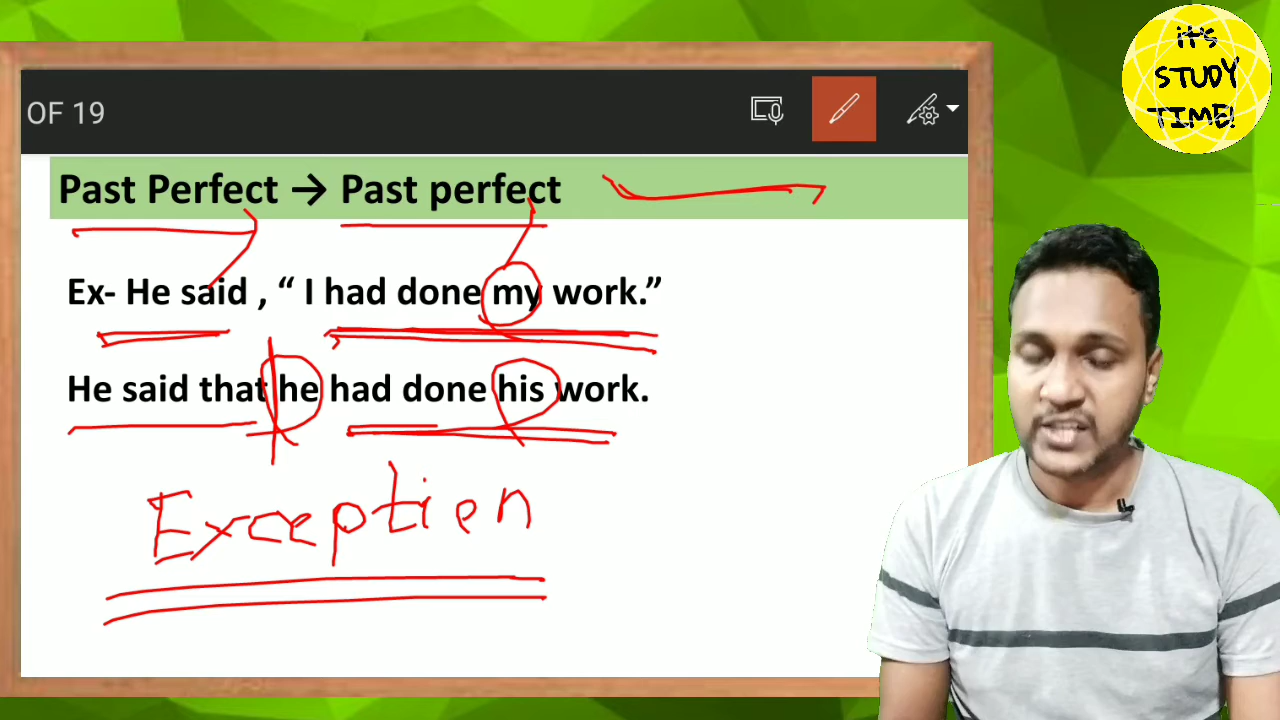 OF 19
IT'S
STUDY
TIME!
Past Perfect → Past perfect
Ex- He said , “ I had done my work.”
He said that he had done his work.
Exception